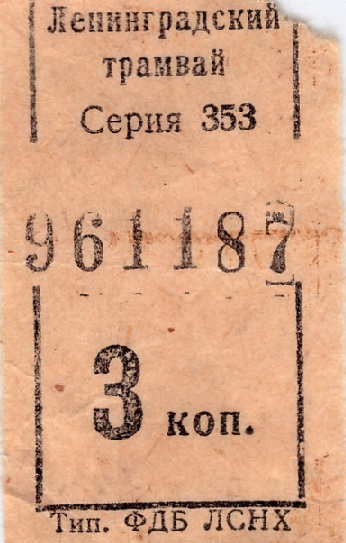 Ленинградский
трамвай
Серия 353
961187
3 коп.
Тип. ФДБ ЛСНХ